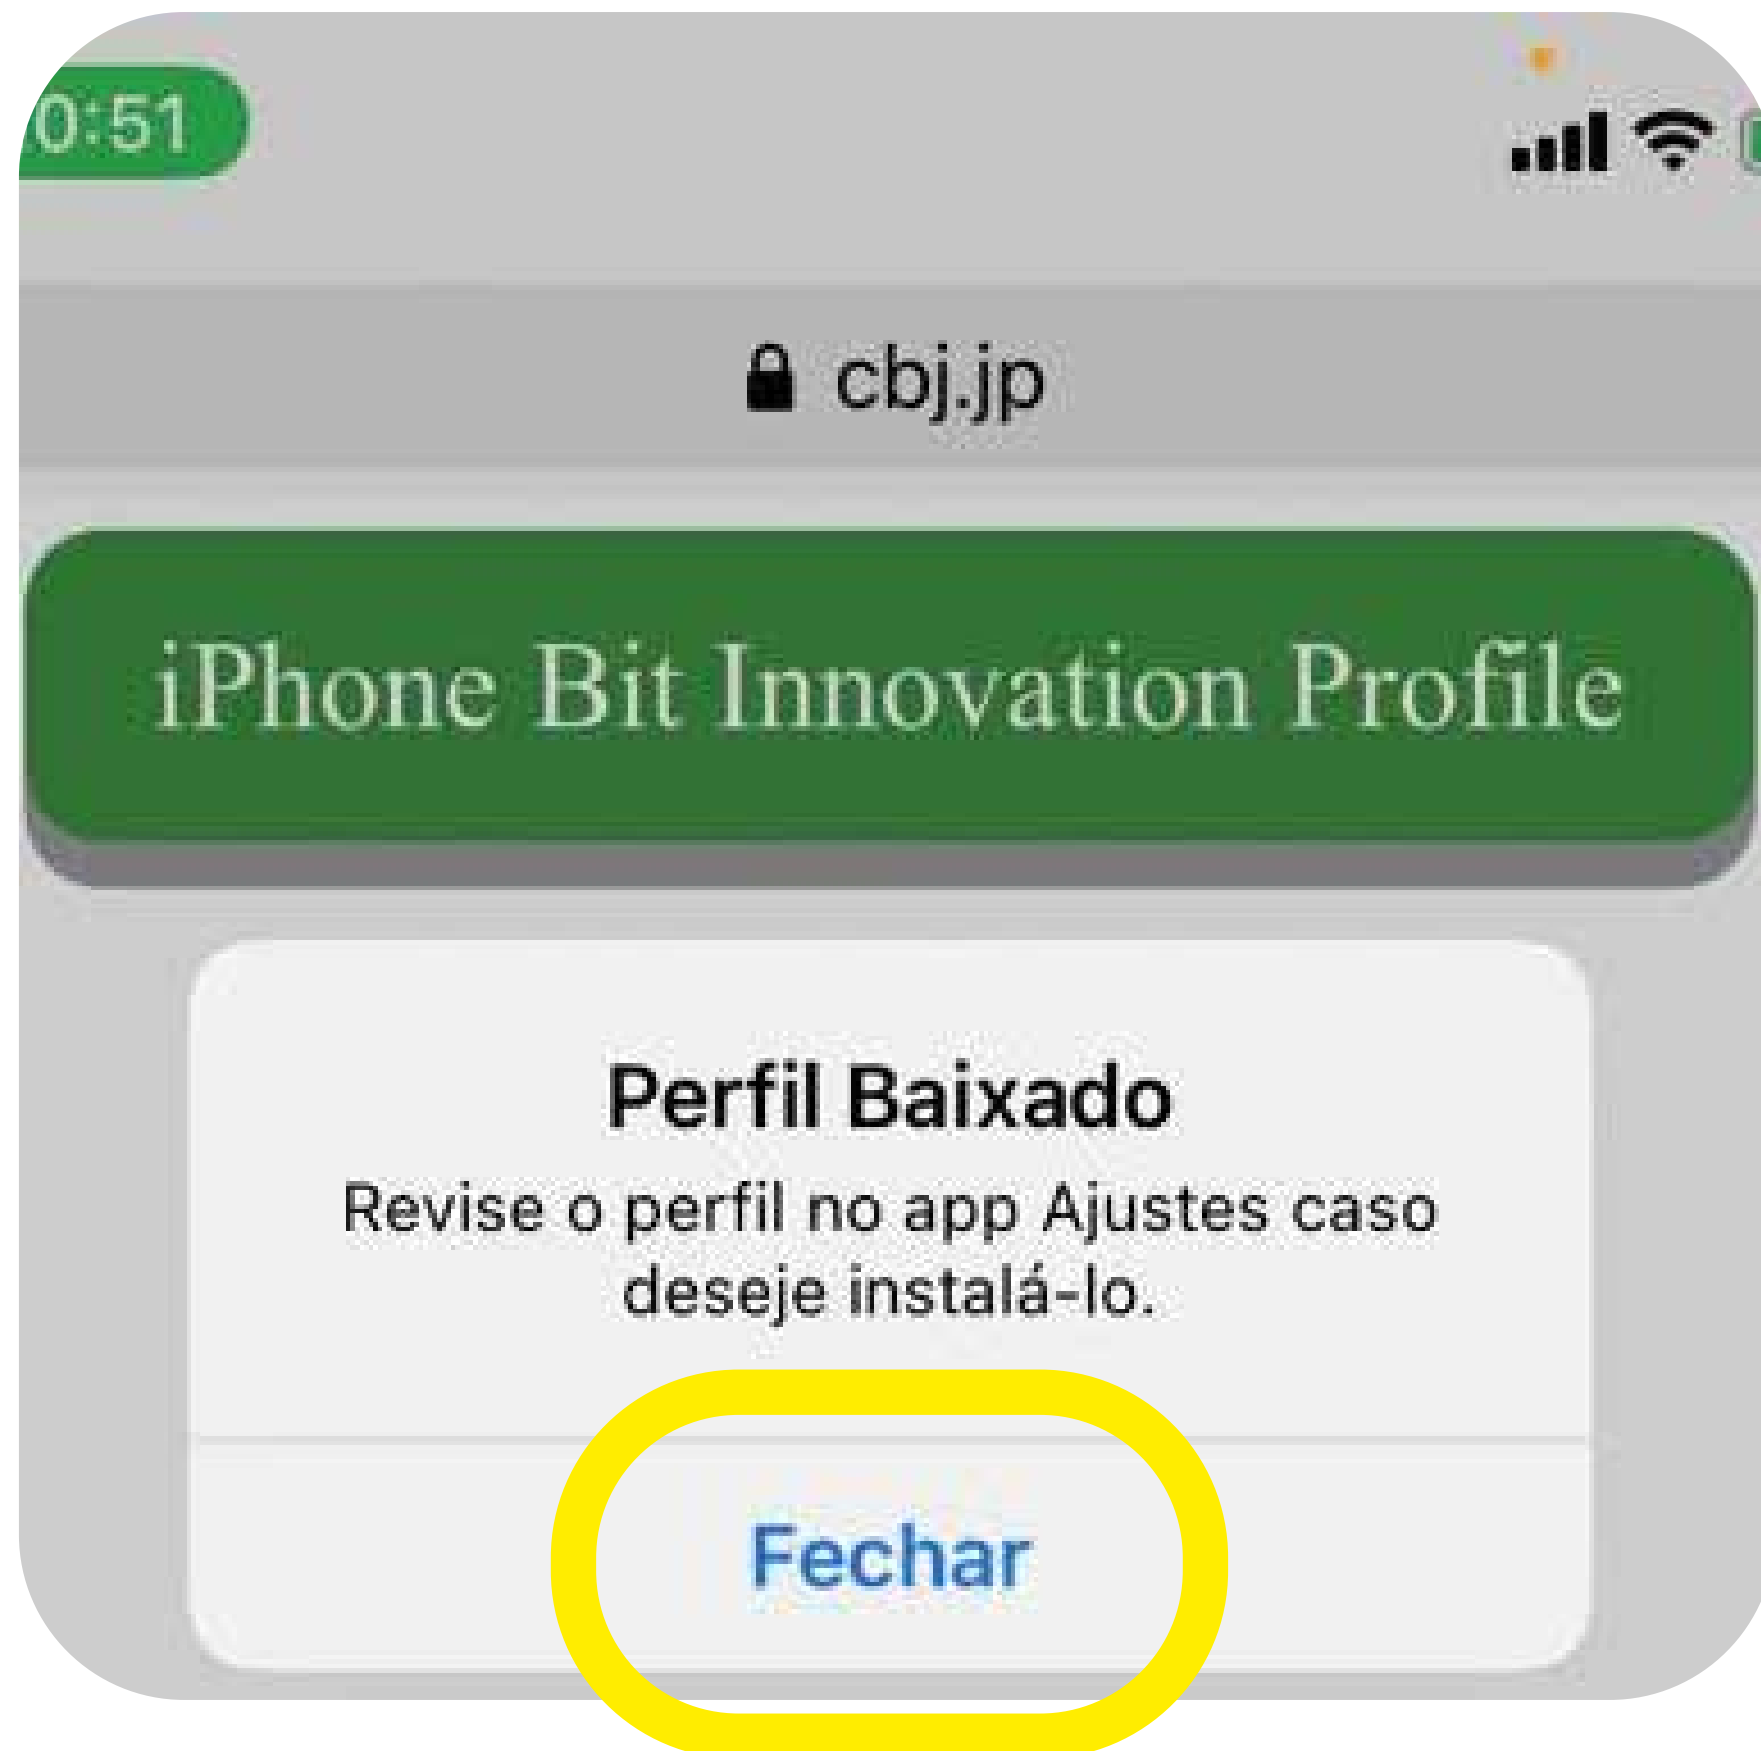 0:51
cbj.jp
iPhone Bit Innovation Profile
Perfil Baixado
Revise o perfil no app Ajustes caso
deseje instalá-lo.
Fechar